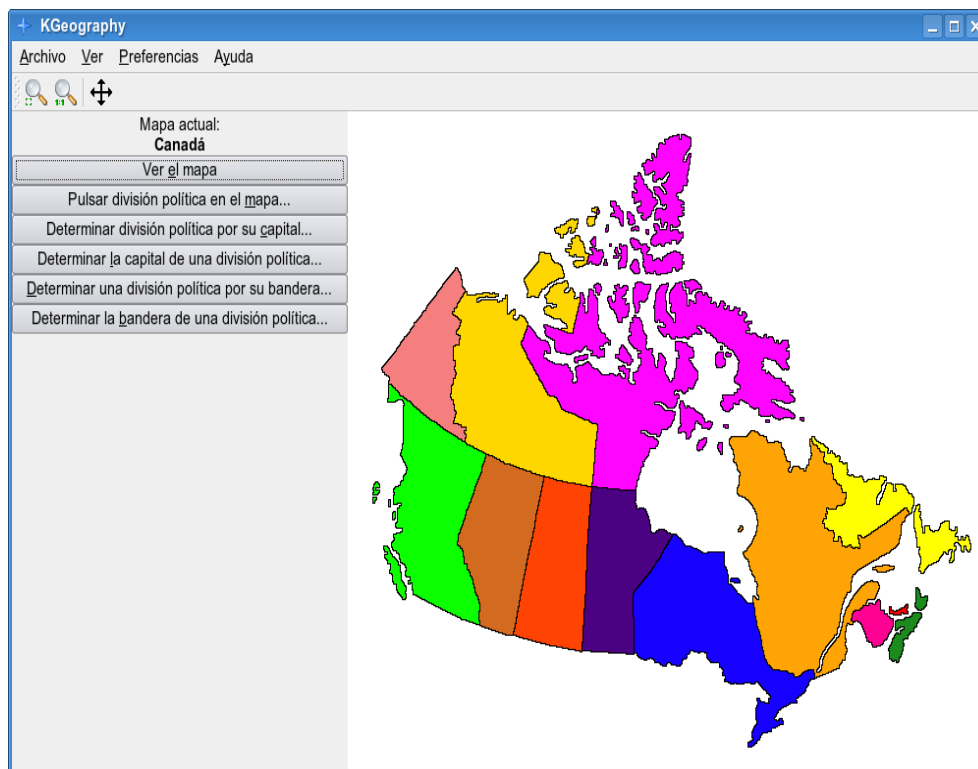 KGeography
Archivo Ver Preferencias Ayuda
1:1
Mapa actual:
Canadá
Ver el mapa
Pulsar división política en el mapa...
Determinar división política por su capital...
Determinar la capital de una división política...
Determinar una división política por su bandera...
Determinar la bandera de una división política...